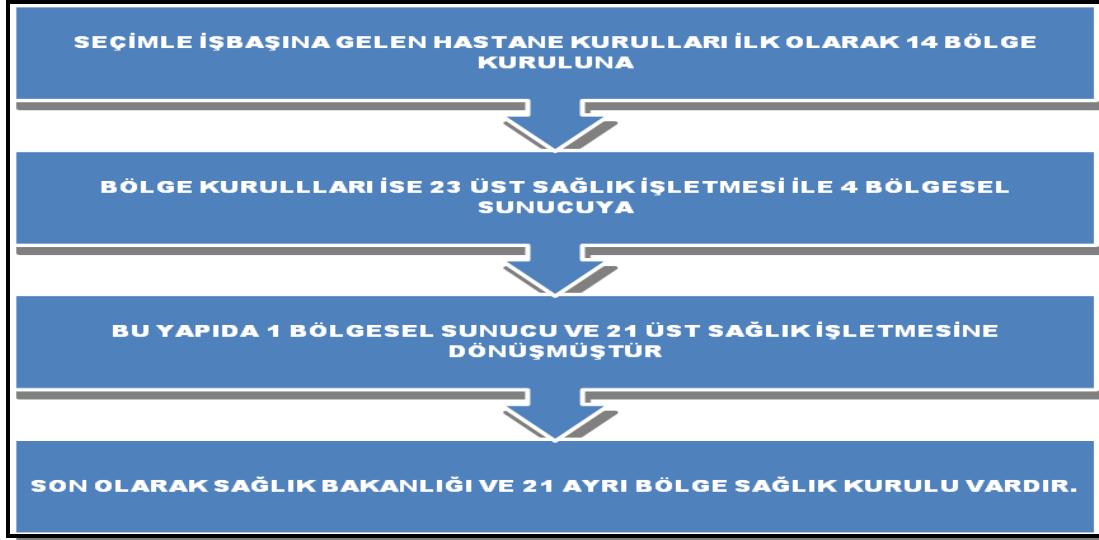 SEÇİMLE İŞBAŞINA GELEN HASTANE KURULLARI İLK OLARAK 14 BÖLGE
KURULUNA
BÖLGE KURULLLARI İSE 23 ÜST SAĞLIK İŞLETMESİ İLE 4 BÖLGESEL
SUNUCUYA
BU YAPIDA 1 BÖLGESEL SUNUCU VE 21 ÜST SAĞLIK İŞLETMESİNE
DÖNÜŞMÜŞTÜR
SON OLARAK SAĞLIK BAKANLIĞI VE 21 AYRI BÖLGE SAĞLIK KURULU VARDIR.